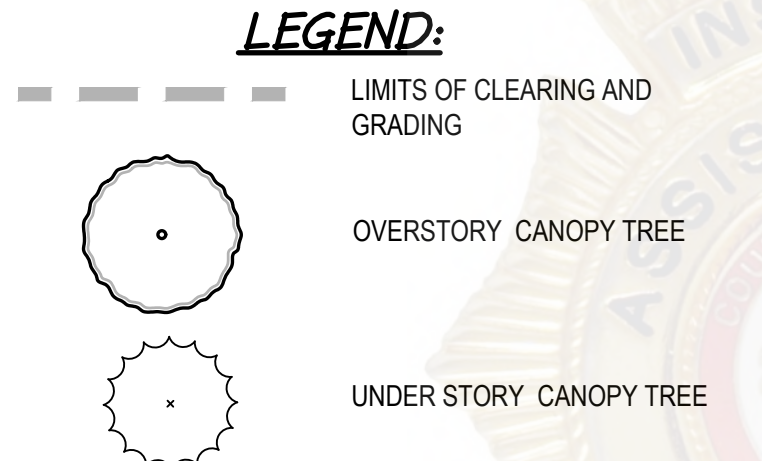 LEGEND:
LIMITS OF CLEARING AND
GRADING
OVERSTORY CANOPY TREE
UNDER STORY CANOPY TREE